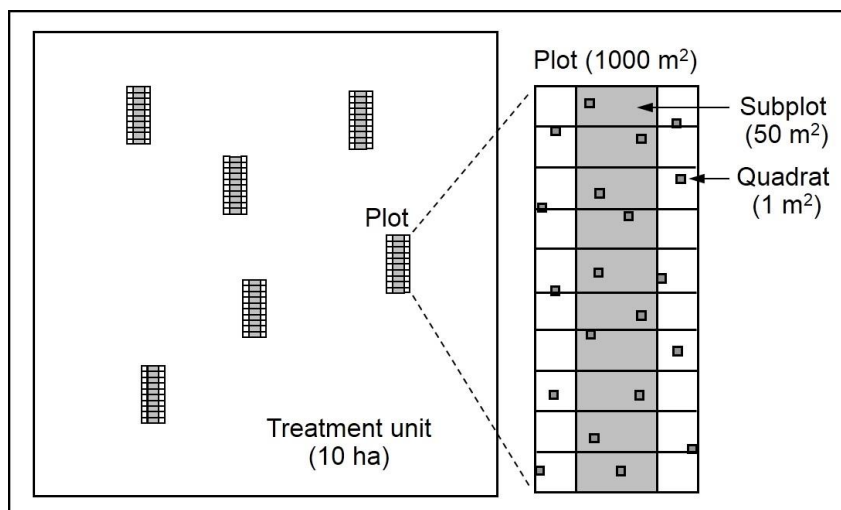 Plot (1000 m²)
Subplot
(50 m²)
Quadrat
(1 m²)
Plot
Treatment unit
(10 ha)